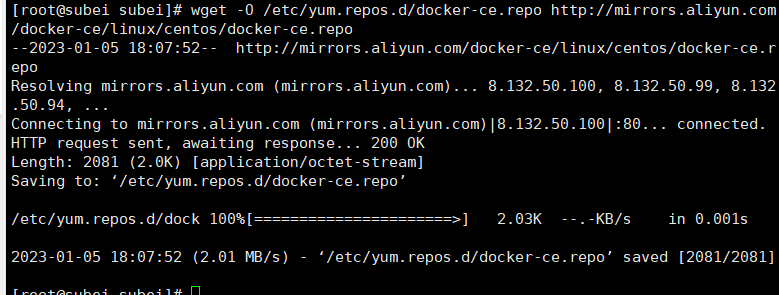 [root@subei subei]# wget -O /etc/yum.repos.d/docker-ce.repo http://mirrors.aliyun.com
/docker-ce/linux/centos/docker-ce.repo
--2023-01-05 18:07:52--  http://mirrors.aliyun.com/docker-ce/linux/centos/docker-ce.r
epo
Resolving mirrors.aliyun.com (mirrors.aliyun.com)... 8.132.50.100, 8.132.50.99, 8.132
.50.94, ...
Connecting to mirrors.aliyun.com (mirrors.aliyun.com)|8.132.50.100|:80... connected.
HTTP request sent, awaiting response... 200 OK
Length: 2081 (2.0K) [application/octet-stream]
Saving to: ‘/etc/yum.repos.d/docker-ce.repo’
/etc/yum.repos.d/dock 100%[======================>]   2.03K  --.-KB/s    in 0.001s
2023-01-05 18:07:52 (2.01 MB/s) - ‘/etc/yum.repos.d/docker-ce.repo’ saved [2081/2081]
[root@subei subei]#